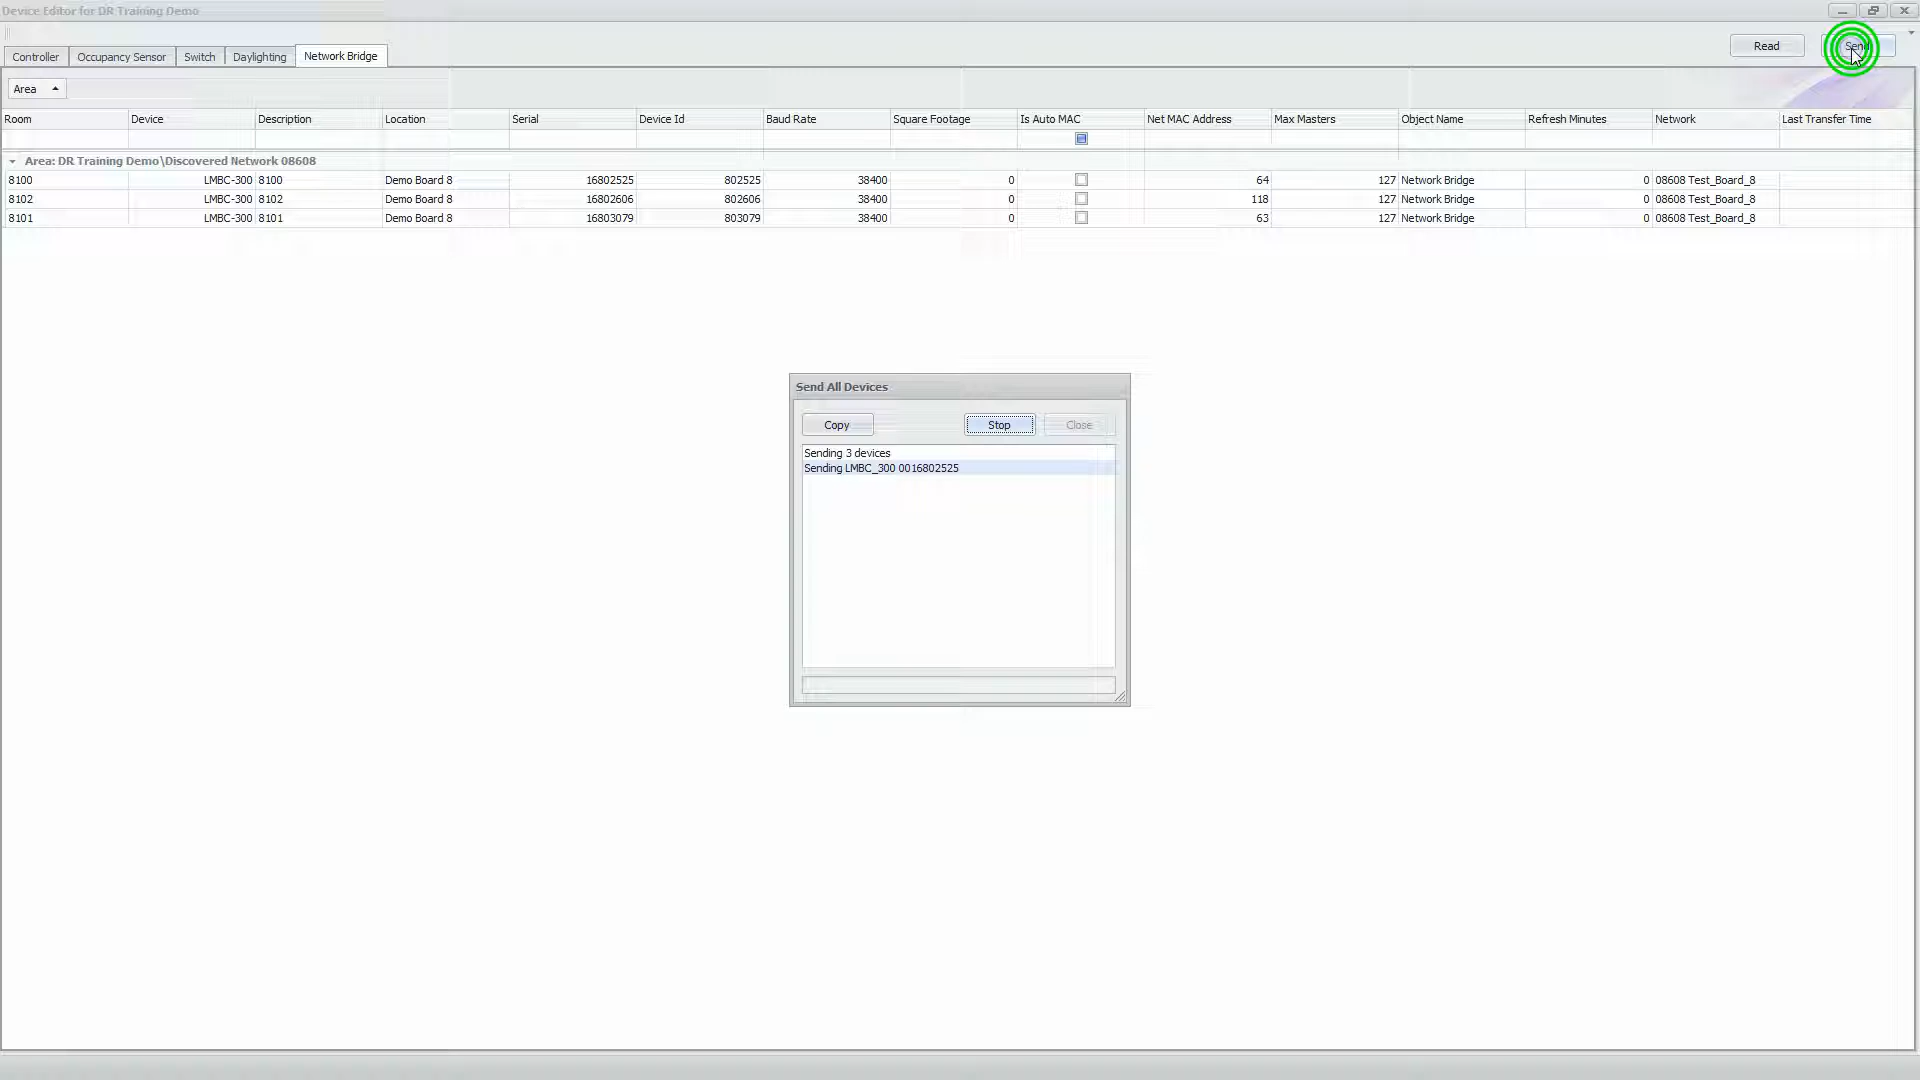 Device Editor for DR Training Demo
Read Send
Controller Occupancy Sensor Switch Daylighting Network Bridge
Area
Room Device Description Location Serial Device Id Baud Rate Square Footage Is Auto MAC Net MAC Address Max Masters Object Name Refresh Minutes Network Last Transfer Time
Area: DR Training Demo\Discovered Network 08608
8100 LMBC-300 8100 Demo Board 8 16802525 802525 38400 0 64 127 Network Bridge 0 08608 Test_Board_8
8102 LMBC-300 8102 Demo Board 8 16802606 802606 38400 0 118 127 Network Bridge 0 08608 Test_Board_8
8101 LMBC-300 8101 Demo Board 8 16803079 803079 38400 0 63 127 Network Bridge 0 08608 Test_Board_8
Send All Devices
Copy Stop Close
Sending 3 devices
Sending LMBC_300 0016802525